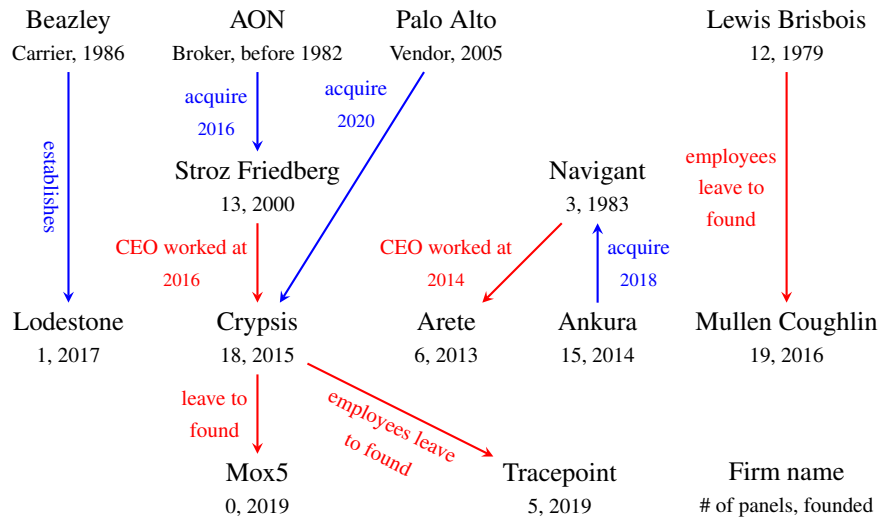 Beazley
Carrier, 1986
AON
Broker, before 1982
Palo Alto
Vendor, 2005
Lewis Brisbois
12, 1979
establishes
acquire
2016
acquire
2020
employees
leave to
found
Stroz Friedberg
13, 2000
Navigant
3, 1983
CEO worked at
2016
CEO worked at
2014
acquire
2018
Lodestone
1, 2017
Crypsis
18, 2015
Arete
6, 2013
Ankura
15, 2014
Mullen Coughlin
19, 2016
leave to
found
employees leave
to found
Mox5
0, 2019
Tracepoint
5, 2019
Firm name
# of panels, founded